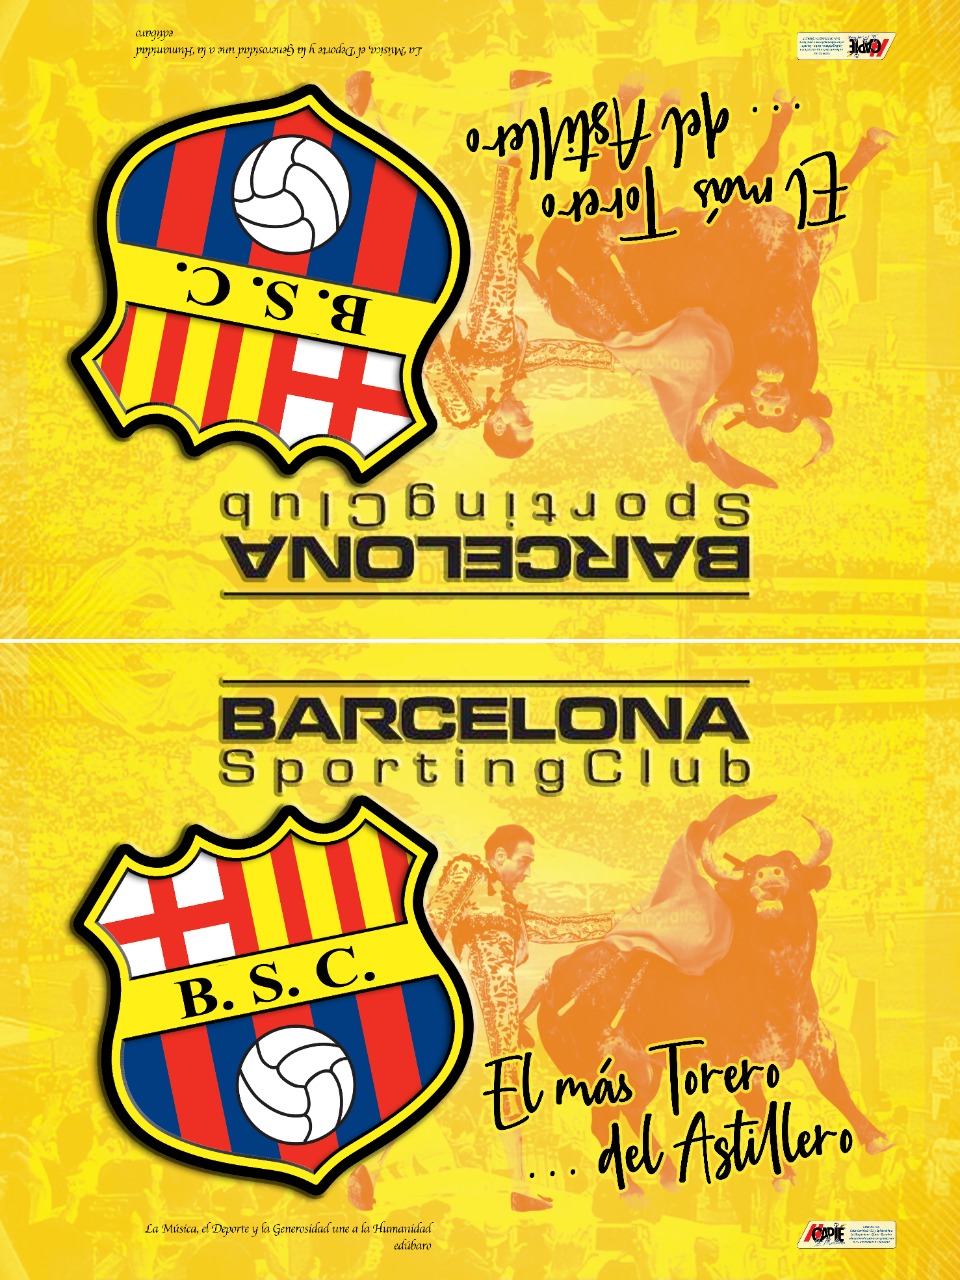 La Música, el Deporte y la Generosidad une a la Humanidad
edúbaro
El más Torero
... del Astillero
B. S. C.
BARCELONA
SportingClub
BARCELONA
SportingClub
B. S. C.
El más Torero
... del Astillero
La Música, el Deporte y la Generosidad une a la Humanidad
edúbaro
CAPIE